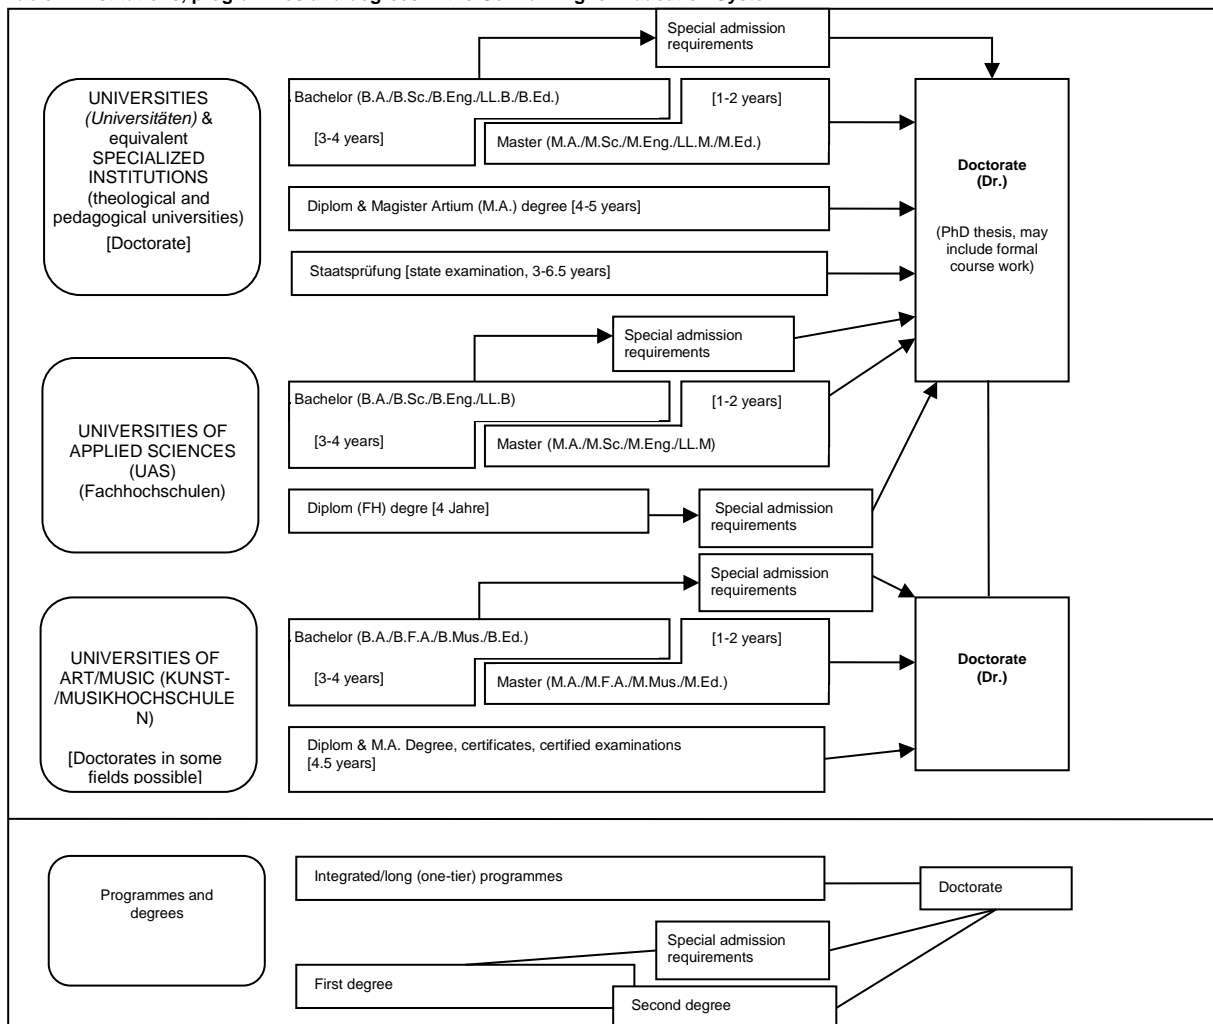 Special admission
requirements
UNIVERSITIES
(Universitäten) &
equivalent
SPECIALIZED
INSTITUTIONS
(theological and
pedagogical universities)
[Doctorate]
Bachelor (B.A./B.Sc./B.Eng./LL.B./B.Ed.)
[3-4 years]
[1-2 years]
Master (M.A./M.Sc./M.Eng./LL.M./M.Ed.)
Diplom & Magister Artium (M.A.) degree [4-5 years]
Staatsprüfung [state examination, 3-6.5 years]
Doctorate
(Dr.)
(PhD thesis, may
include formal
course work)
UNIVERSITIES OF
APPLIED SCIENCES
(UAS)
(Fachhochschulen)
Special admission
requirements
Bachelor (B.A./B.Sc./B.Eng./LL.B)
[3-4 years]
[1-2 years]
Master (M.A./M.Sc./M.Eng./LL.M)
Diplom (FH) degre [4 Jahre]
Special admission
requirements
UNIVERSITIES OF
ART/MUSIC (KUNST-
/MUSIKHOCHSCHULE
N)
[Doctorates in some
fields possible]
Special admission
requirements
Bachelor (B.A./B.F.A./B.Mus./B.Ed.)
[3-4 years]
[1-2 years]
Master (M.A./M.F.A./M.Mus./M.Ed.)
Diplom & M.A. Degree, certificates, certified examinations
[4.5 years]
Doctorate
(Dr.)
Programmes and
degrees
Integrated/long (one-tier) programmes
Doctorate
Special admission
requirements
First degree
Second degree